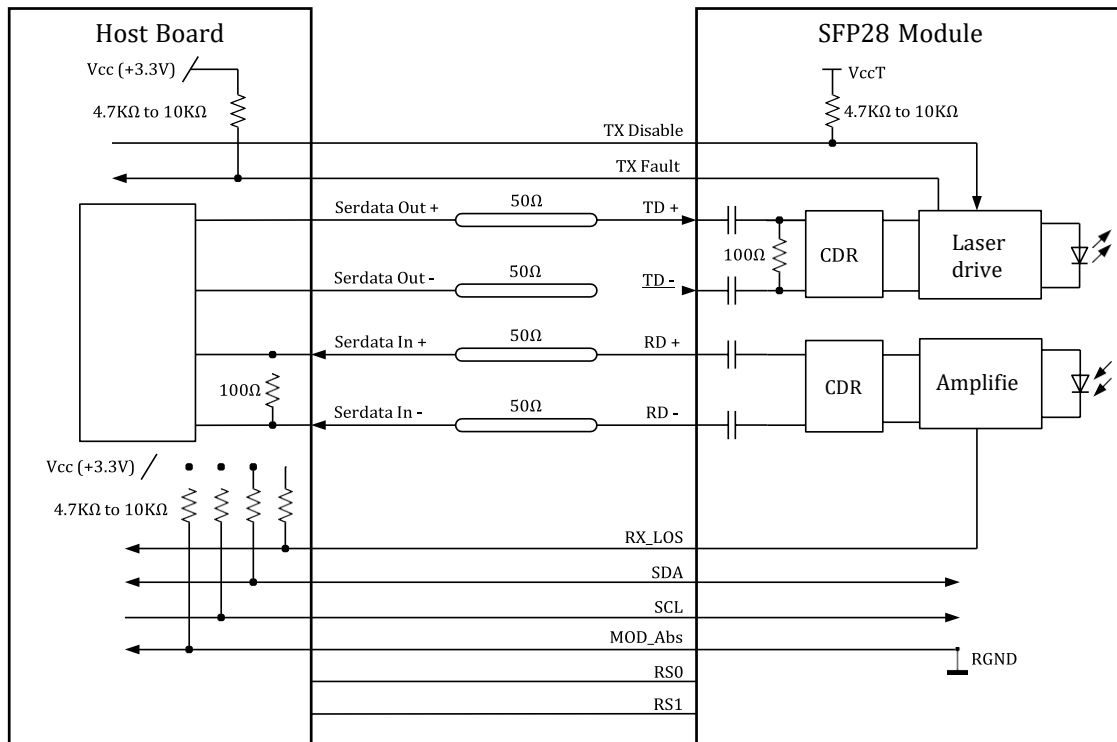 Host Board
SFP28 Module
Vcc (+3.3V)
VccT
4.7KΩ to 10KΩ
4.7KΩ to 10KΩ
TX Disable
TX Fault
Serdata Out +
50Ω
TD +
100Ω
CDR
Laser
drive
Serdata Out -
50Ω
TD -
Serdata In +
50Ω
RD +
100Ω
CDR
Amplifie
Serdata In -
50Ω
RD -
Vcc (+3.3V)
4.7KΩ to 10KΩ
RX_LOS
SDA
SCL
MOD_Abs
RGND
RS0
RS1